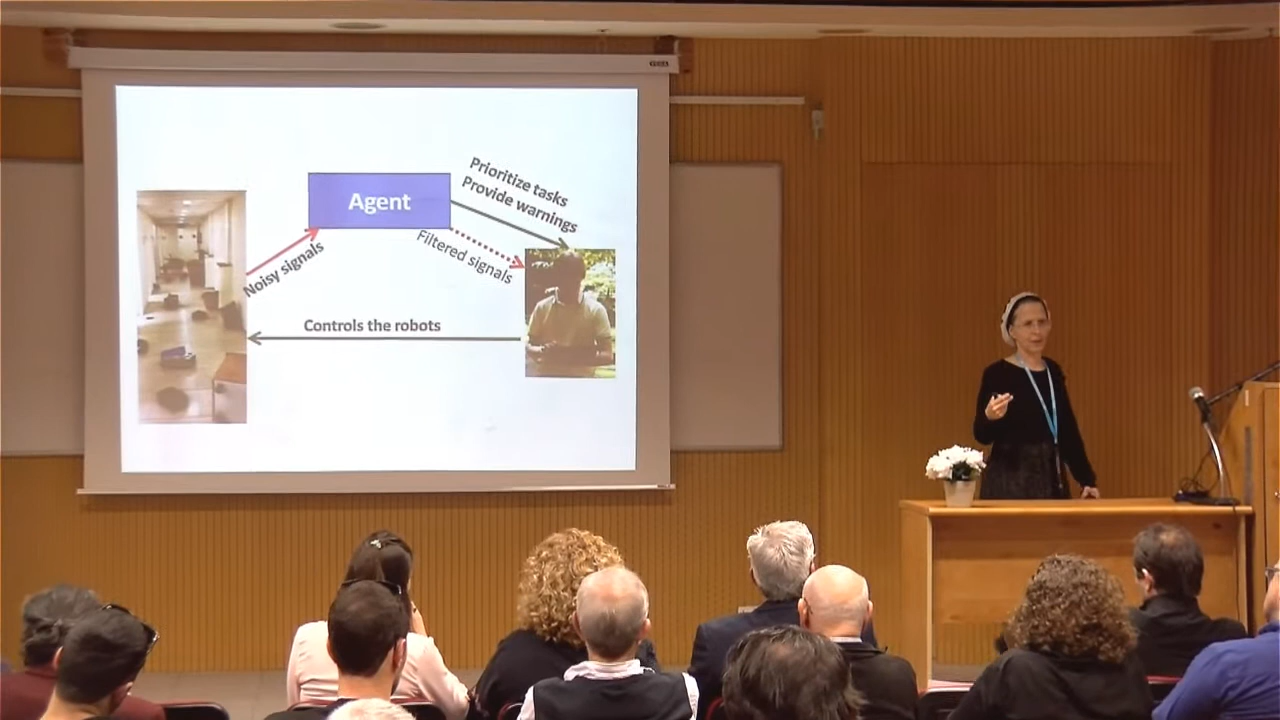 Prioritize tasks
Provide warnings
Agent
Filtered signals
Noisy signals
Controls the robots